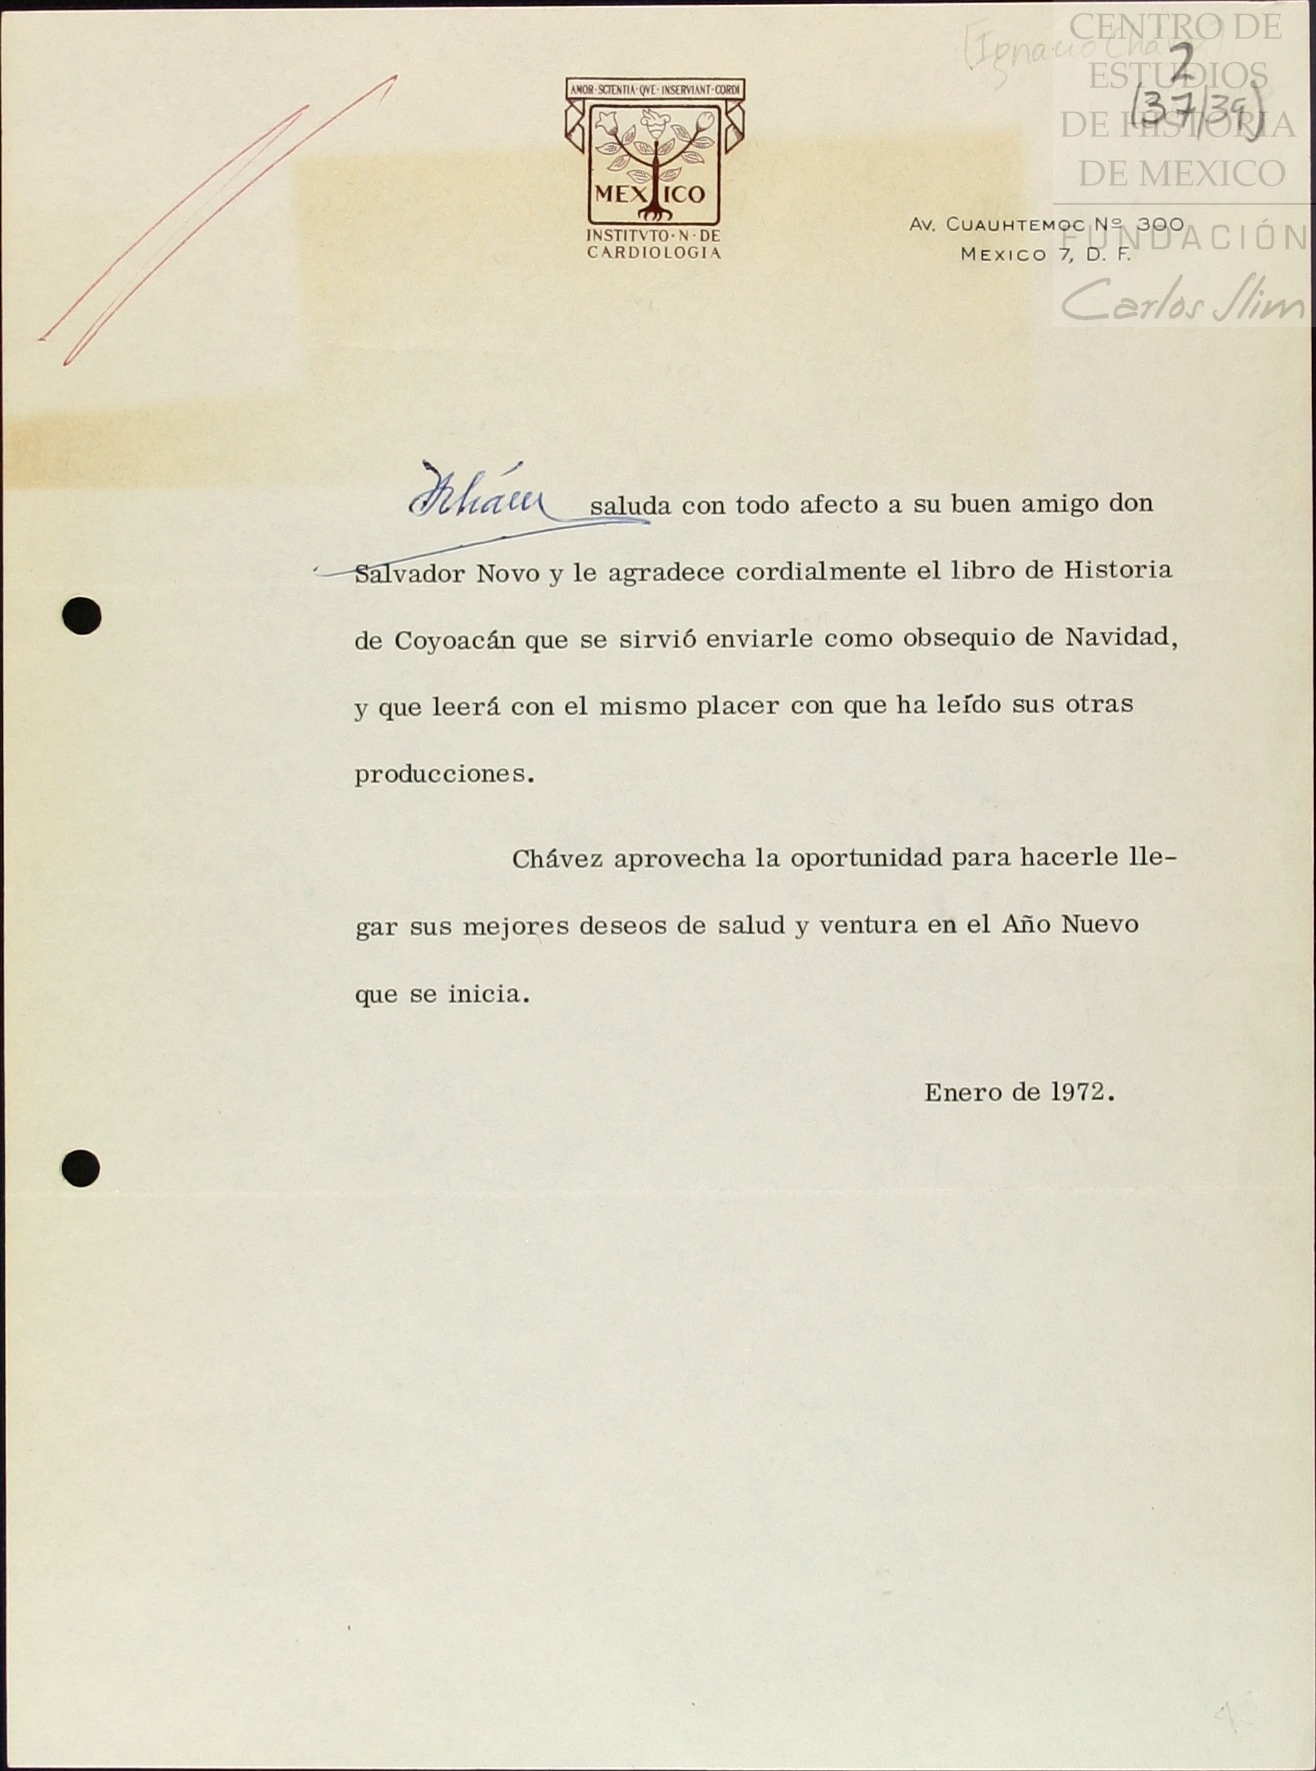 [Ignacio Chávez]
CENTRO DE
ESTUDIOS
DE HISTORIA
DE MEXICO
FUNDACIÓN
Carlos Slim
2
(37/39)
AMOR·SCIENTIA·QVE·INSERVIANT·CORDI
MEXICO
INSTITVTO·N·DE
CARDIOLOGIA
AV. CUAUHTEMOC Nº 300
MEXICO 7, D. F.
saluda con todo afecto a su buen amigo don
Salvador Novo y le agradece cordialmente el libro de Historia
de Coyoacán que se sirvió enviarle como obsequio de Navidad,
y que leerá con el mismo placer con que ha leído sus otras
producciones.
Chávez aprovecha la oportunidad para hacerle lle-
gar sus mejores deseos de salud y ventura en el Año Nuevo
que se inicia.
Enero de 1972.